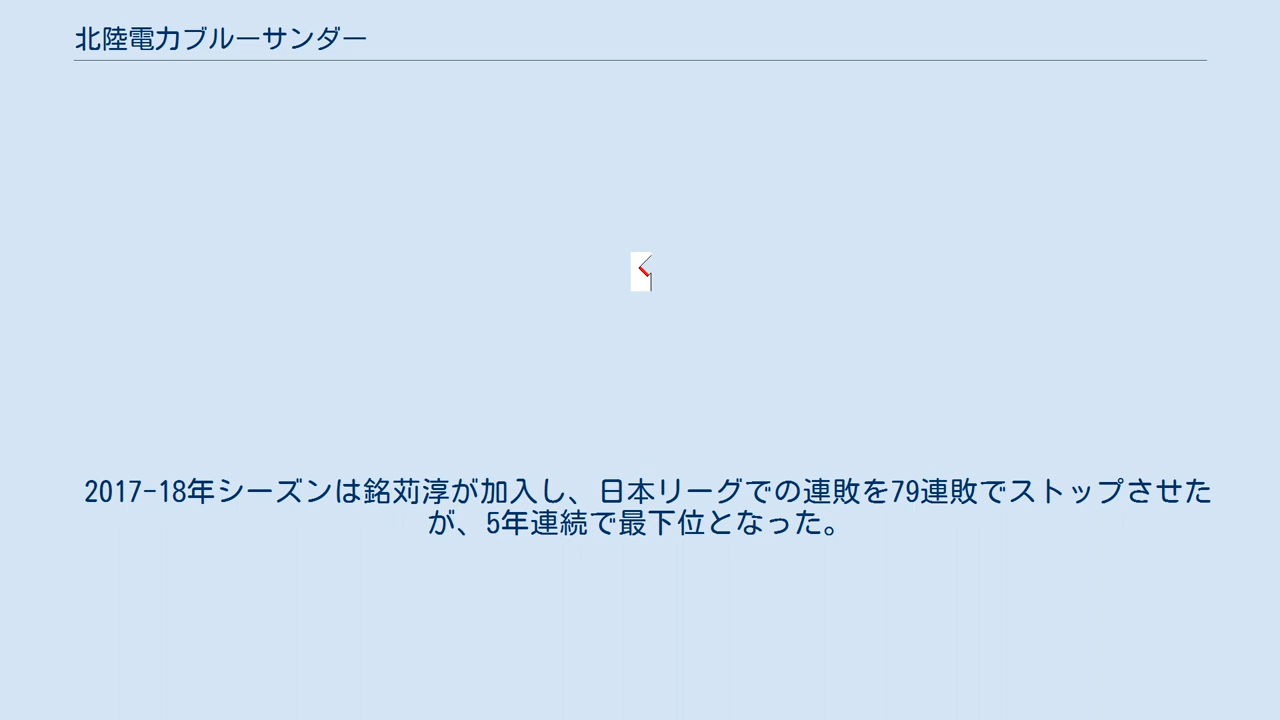 北陸電力ブルーサンダー
2017-18年シーズンは銘苅淳が加入し、日本リーグでの連敗を79連敗でストップさせた
が、5年連続で最下位となった。